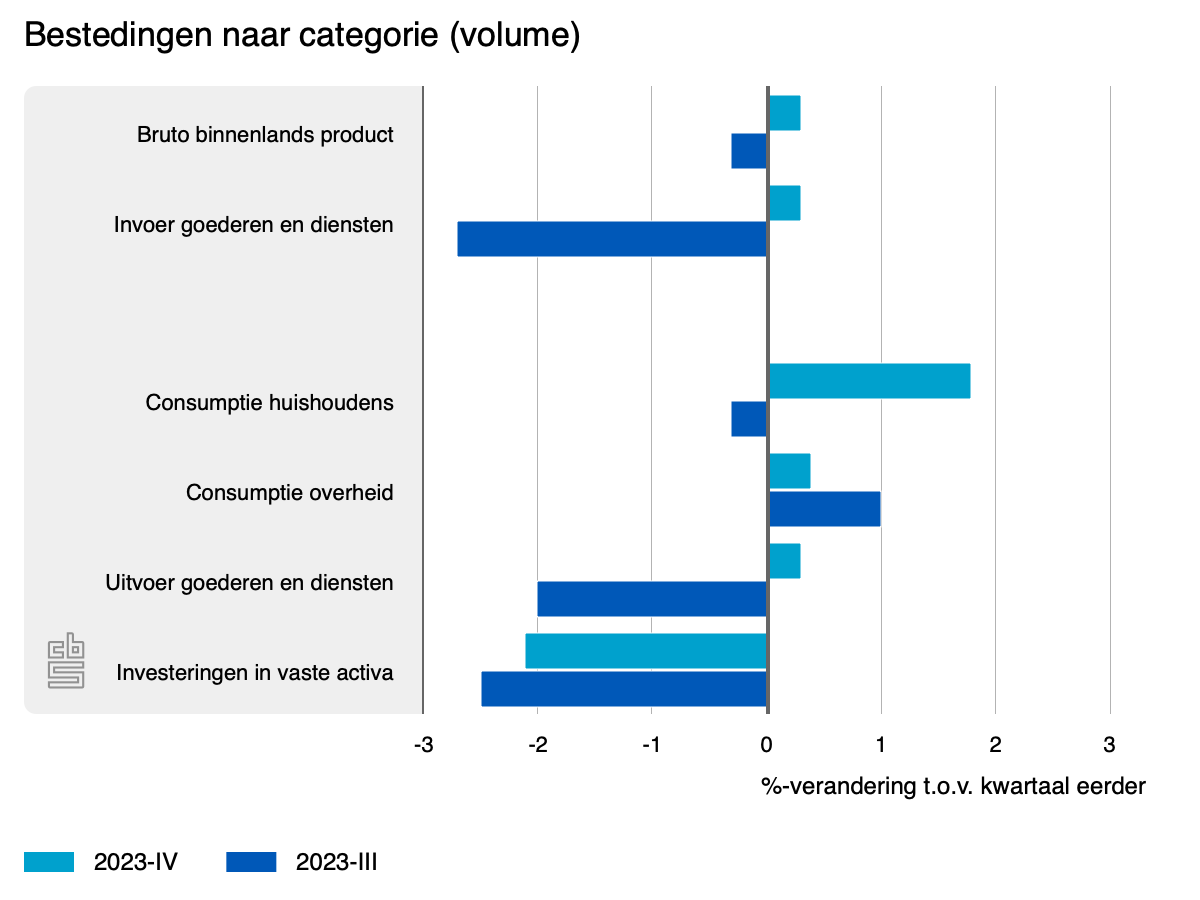 Bestedingen naar categorie (volume)
Bruto binnenlands product
Invoer goederen en diensten
Consumptie huishoudens
Consumptie overheid
Uitvoer goederen en diensten
Investeringen in vaste activa
cbs
-3 -2 -1 0 1 2 3
%-verandering t.o.v. kwartaal eerder
2023-IV 2023-III